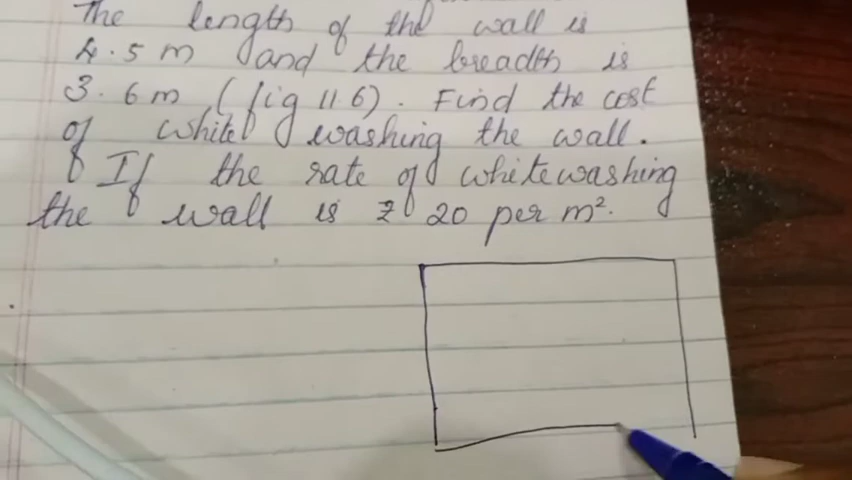 The length of the wall is
4.5 m and the breadth is
3.6 m (fig 11.6). Find the cost
of white washing the wall.
If the rate of whitewashing
the wall is ₹ 20 per m².